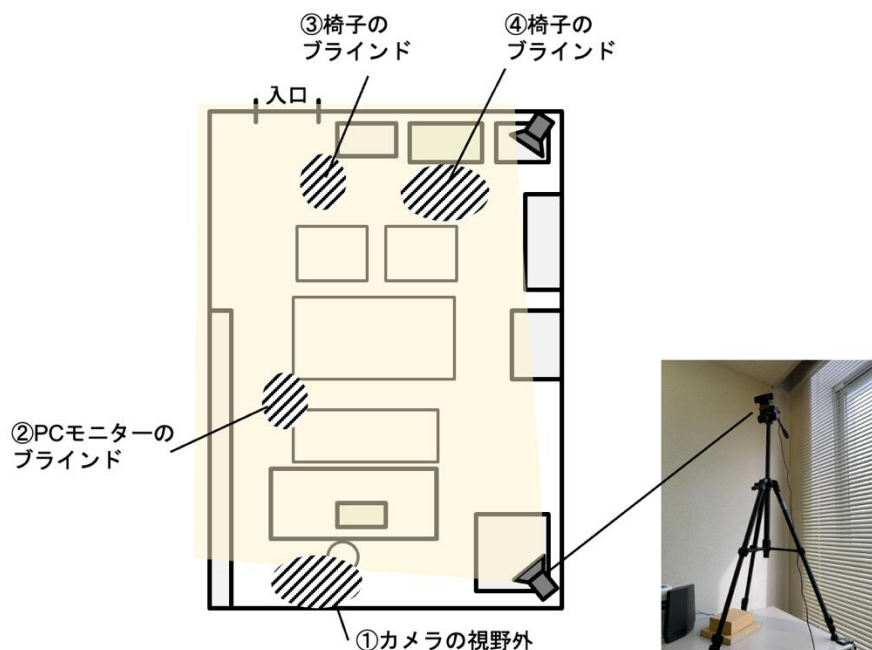 ③椅子の
ブラインド
④椅子の
ブラインド
入口
②PCモニターの
ブラインド
①カメラの視野外